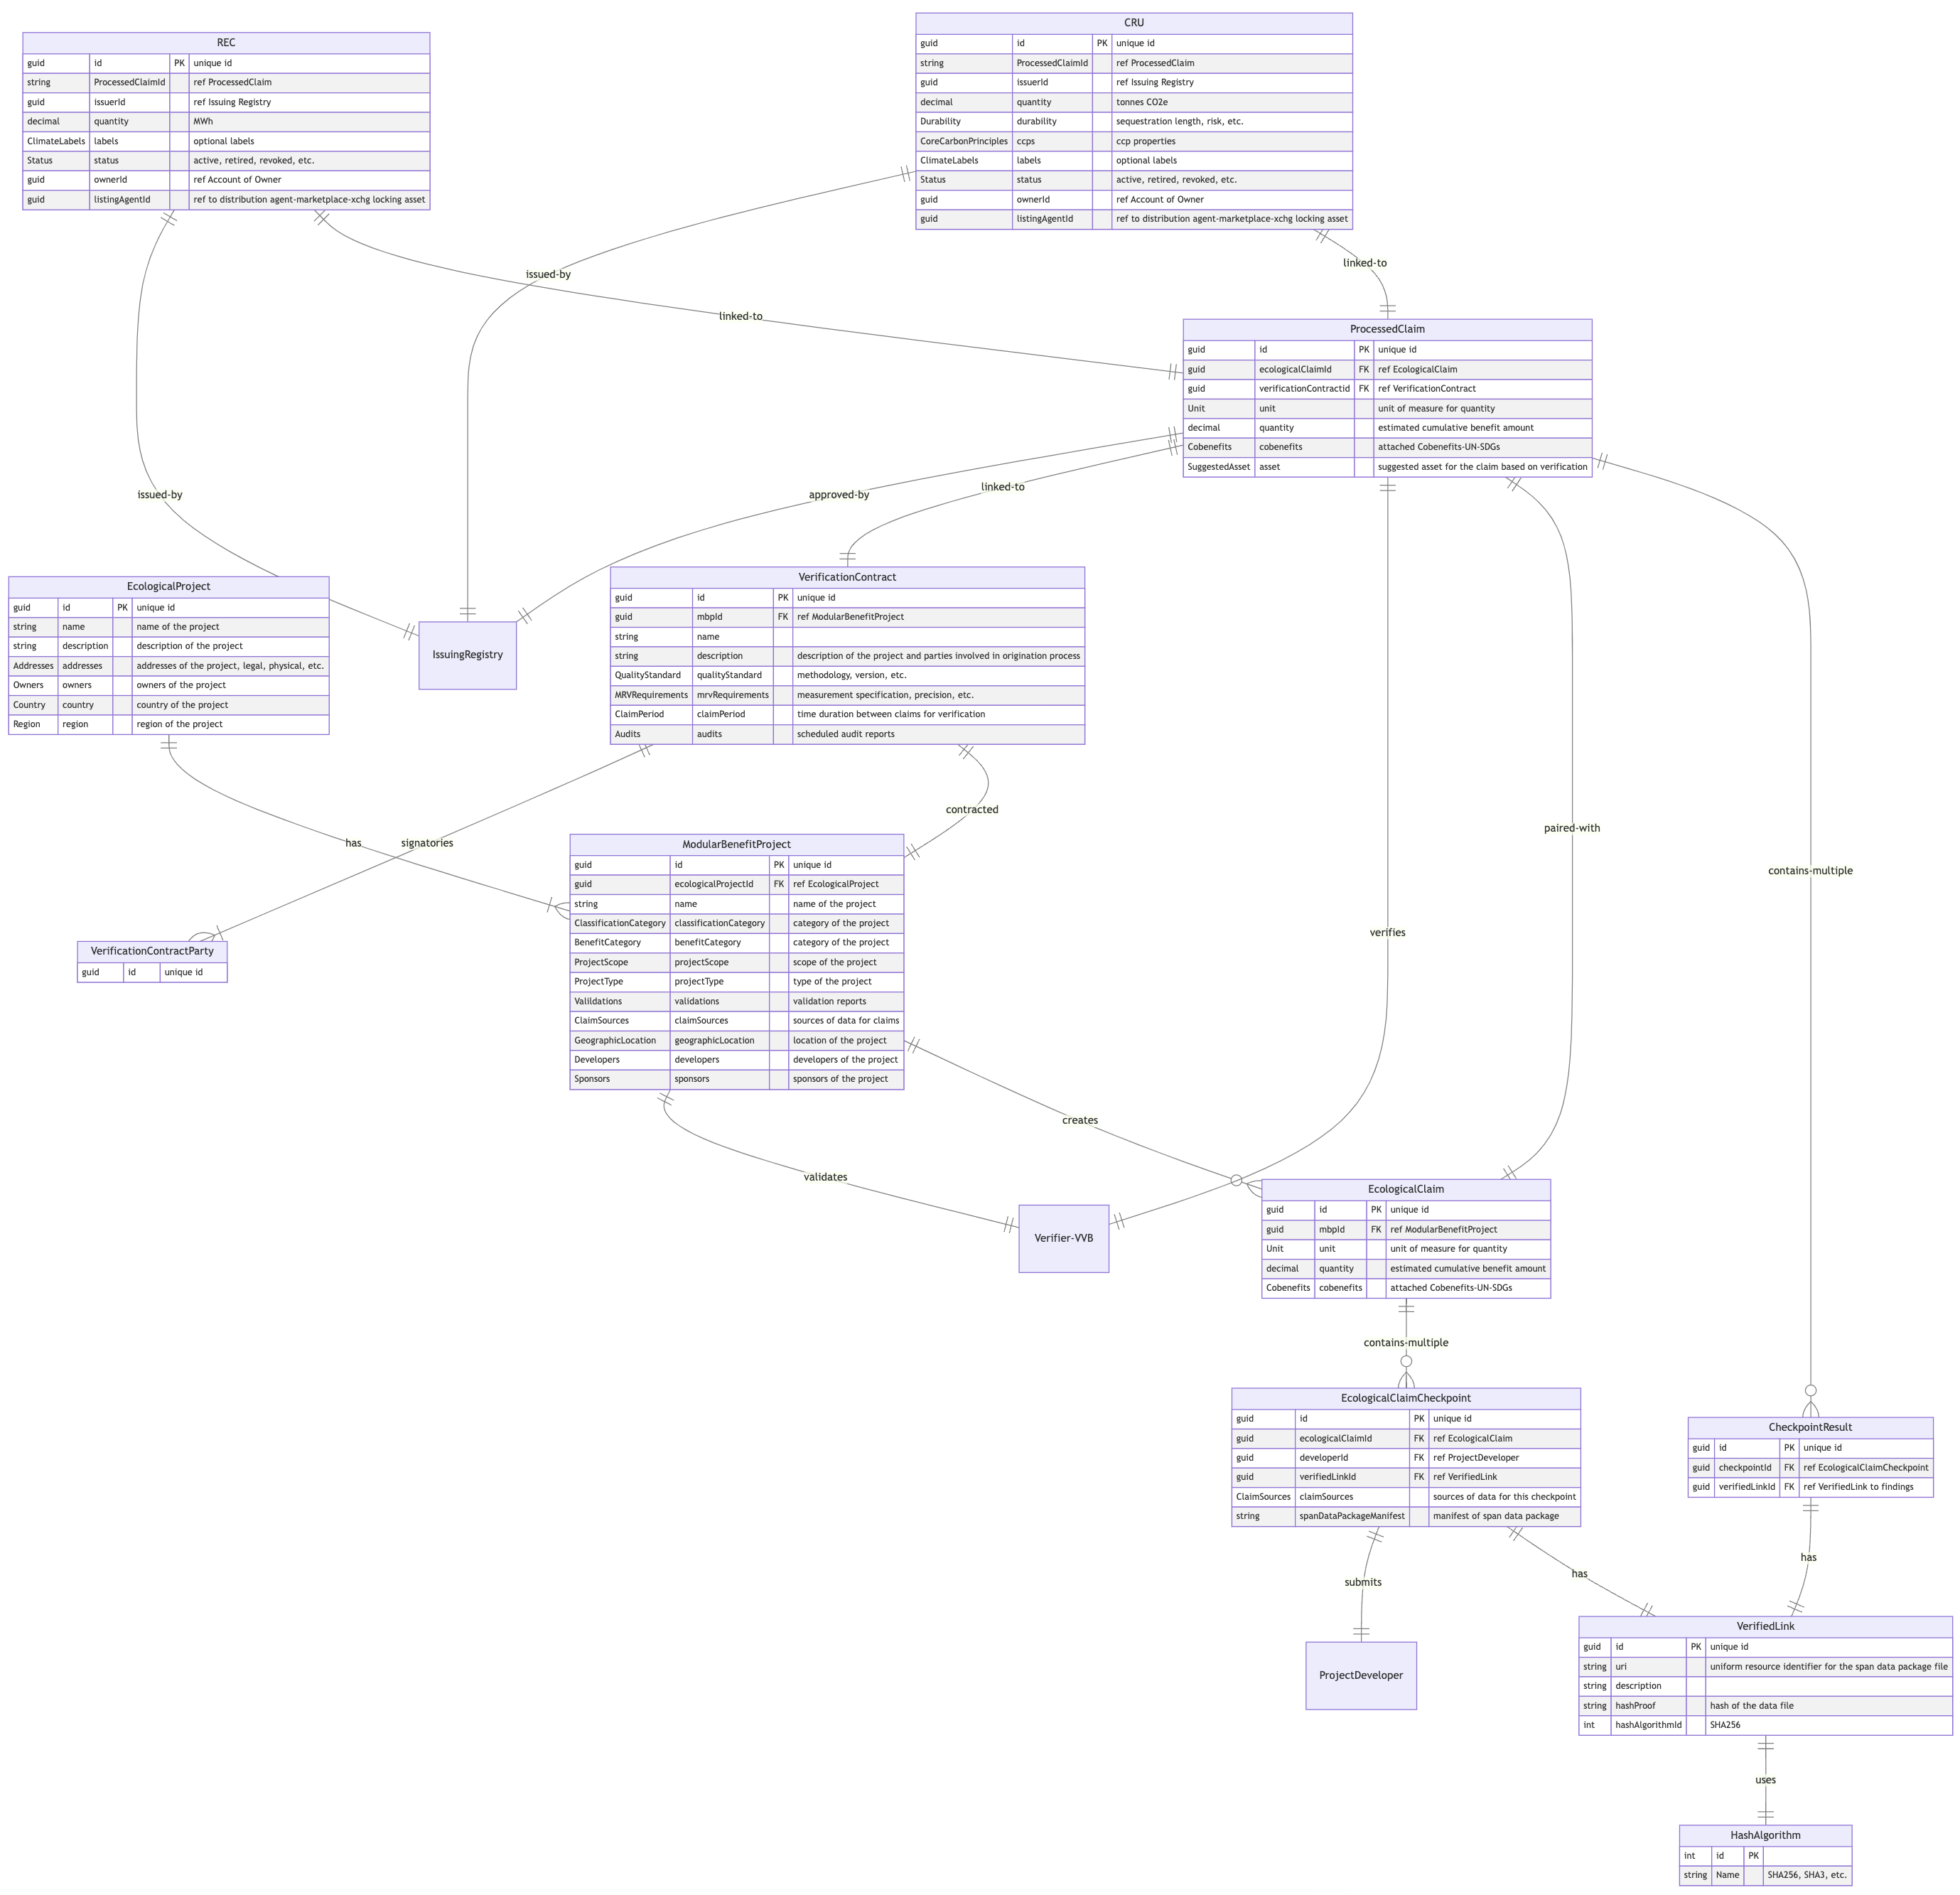 REC
guid id PK unique id
string ProcessedClaimId ref ProcessedClaim
guid issuerId ref Issuing Registry
decimal quantity MWh
ClimateLabels labels optional labels
Status status active, retired, revoked, etc.
guid ownerId ref Account of Owner
guid listingAgentId ref to distribution agent-marketplace-xchg locking asset
CRU
guid id PK unique id
string ProcessedClaimId ref ProcessedClaim
guid issuerId ref Issuing Registry
decimal quantity tonnes CO2e
Durability durability sequestration length, risk, etc.
CoreCarbonPrinciples ccps ccp properties
ClimateLabels labels optional labels
Status status active, retired, revoked, etc.
guid ownerId ref Account of Owner
guid listingAgentId ref to distribution agent-marketplace-xchg locking asset
issued-by
linked-to
linked-to
ProcessedClaim
guid id PK unique id
guid ecologicalClaimId FK ref EcologicalClaim
guid verificationContractid FK ref VerificationContract
Unit unit unit of measure for quantity
decimal quantity estimated cumulative benefit amount
Cobenefits cobenefits attached Cobenefits-UN-SDGs
SuggestedAsset asset suggested asset for the claim based on verification
issued-by
approved-by
linked-to
EcologicalProject
guid id PK unique id
string name name of the project
string description description of the project
Addresses addresses addresses of the project, legal, physical, etc.
Owners owners owners of the project
Country country country of the project
Region region region of the project
IssuingRegistry
VerificationContract
guid id PK unique id
guid mbpId FK ref ModularBenefitProject
string name
string description description of the project and parties involved in origination process
QualityStandard qualityStandard methodology, version, etc.
MRVRequirements mrvRequirements measurement specification, precision, etc.
ClaimPeriod claimPeriod time duration between claims for verification
Audits audits scheduled audit reports
has
signatories
contracted
paired-with
contains-multiple
verifies
VerificationContractParty
guid id unique id
ModularBenefitProject
guid id PK unique id
guid ecologicalProjectId FK ref EcologicalProject
string name name of the project
ClassificationCategory classificationCategory category of the project
BenefitCategory benefitCategory category of the project
ProjectScope projectScope scope of the project
ProjectType projectType type of the project
Valildations validations validation reports
ClaimSources claimSources sources of data for claims
GeographicLocation geographicLocation location of the project
Developers developers developers of the project
Sponsors sponsors sponsors of the project
creates
validates
Verifier-VVB
EcologicalClaim
guid id PK unique id
guid mbpId FK ref ModularBenefitProject
Unit unit unit of measure for quantity
decimal quantity estimated cumulative benefit amount
Cobenefits cobenefits attached Cobenefits-UN-SDGs
contains-multiple
EcologicalClaimCheckpoint
guid id PK unique id
guid ecologicalClaimId FK ref EcologicalClaim
guid developerId FK ref ProjectDeveloper
guid verifiedLinkId FK ref VerifiedLink
ClaimSources claimSources sources of data for this checkpoint
string spanDataPackageManifest manifest of span data package
CheckpointResult
guid id PK unique id
guid checkpointId FK ref EcologicalClaimCheckpoint
guid verifiedLinkId FK ref VerifiedLink to findings
submits
has
has
ProjectDeveloper
VerifiedLink
guid id PK unique id
string uri uniform resource identifier for the span data package file
string description
string hashProof hash of the data file
int hashAlgorithmId SHA256
uses
HashAlgorithm
int id PK
string Name SHA256, SHA3, etc.